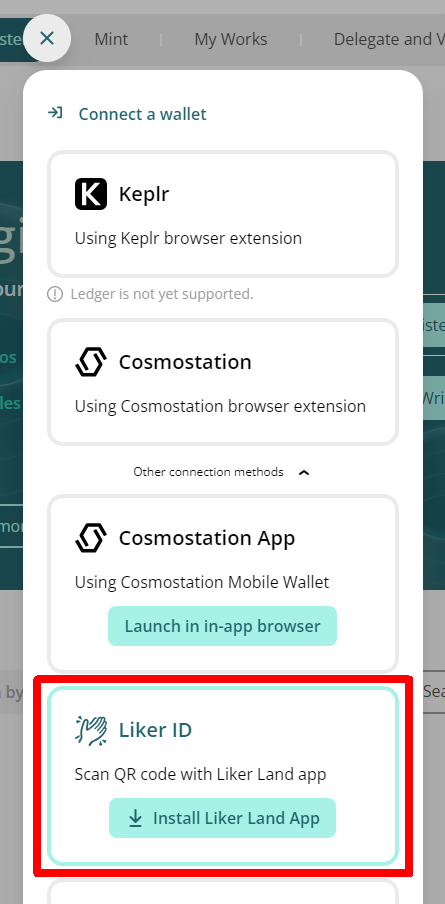 Mint | My Works | Delegate and V
Connect a wallet
Keplr
Using Keplr browser extension
Ledger is not yet supported.
Cosmostation
Using Cosmostation browser extension
Other connection methods
Cosmostation App
Using Cosmostation Mobile Wallet
Launch in in-app browser
Liker ID
Scan QR code with Liker Land app
Install Liker Land App